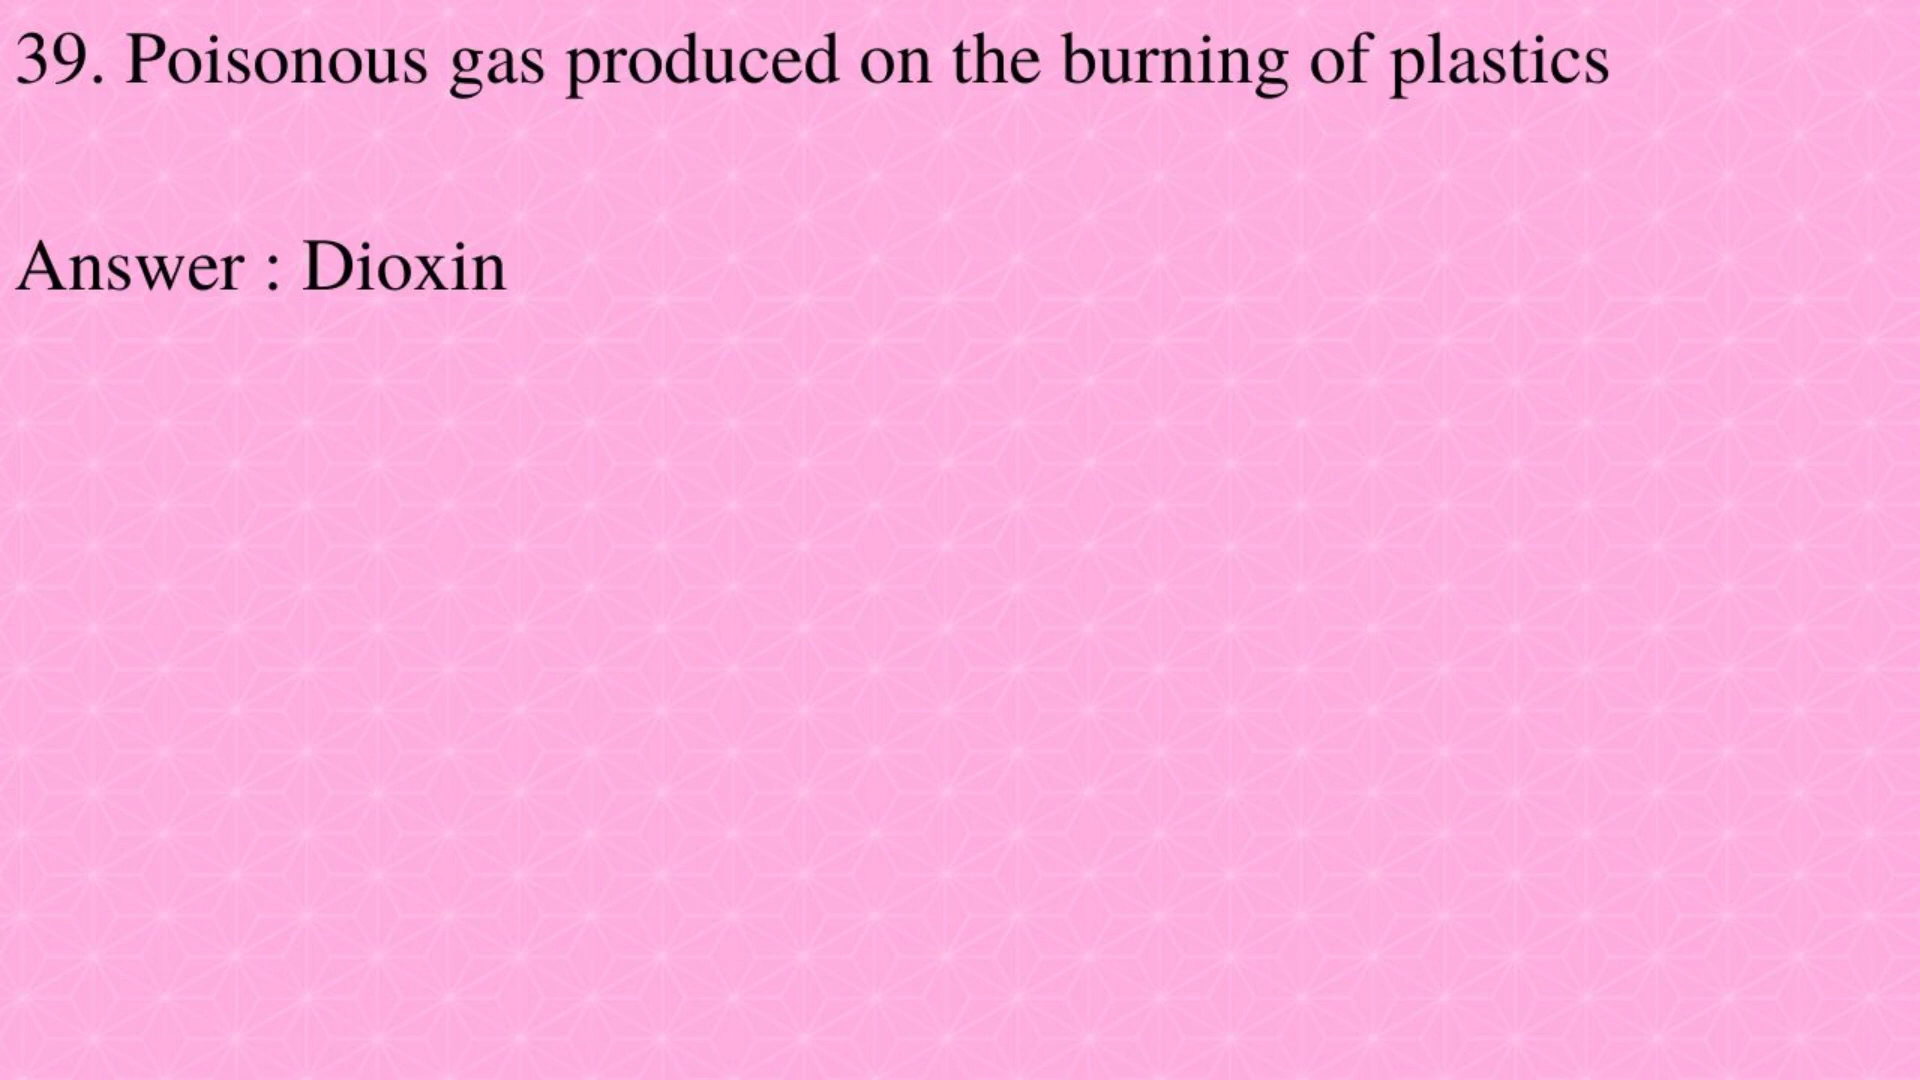 39. Poisonous gas produced on the burning of plastics
Answer : Dioxin